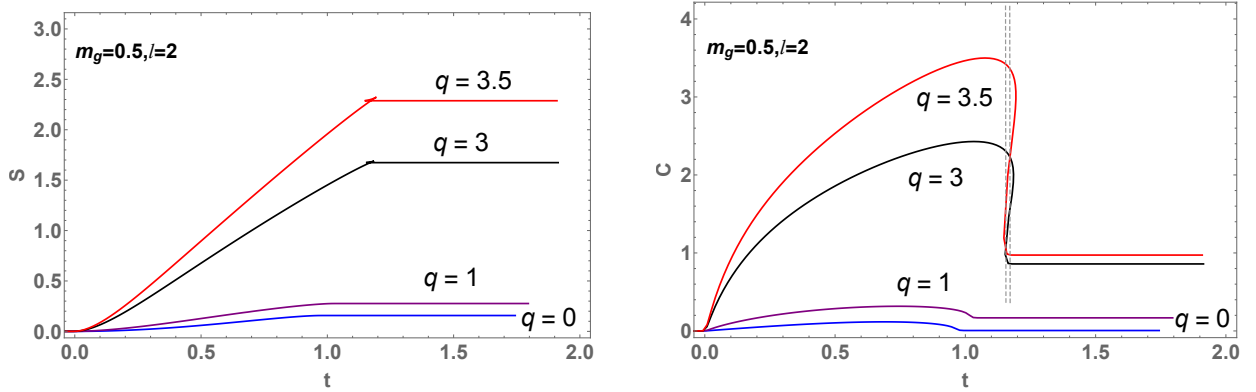 3.0
2.5
2.0
1.5
1.0
0.5
0.0
S
m_g=0.5,l=2
q = 3.5
q = 3
q = 1
q = 0
0.0 0.5 1.0 1.5 2.0
t
4
3
2
1
0
C
m_g=0.5,l=2
q = 3.5
q = 3
q = 1
q = 0
0.0 0.5 1.0 1.5 2.0
t